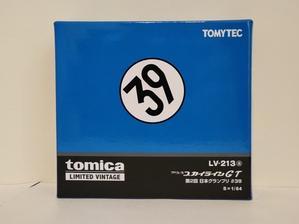 TOMYTEC
39
tomica
LIMITED VINTAGE
LV-213ⓐ
スカイラインGT
第2回 日本グランプリ #39
S=1/64